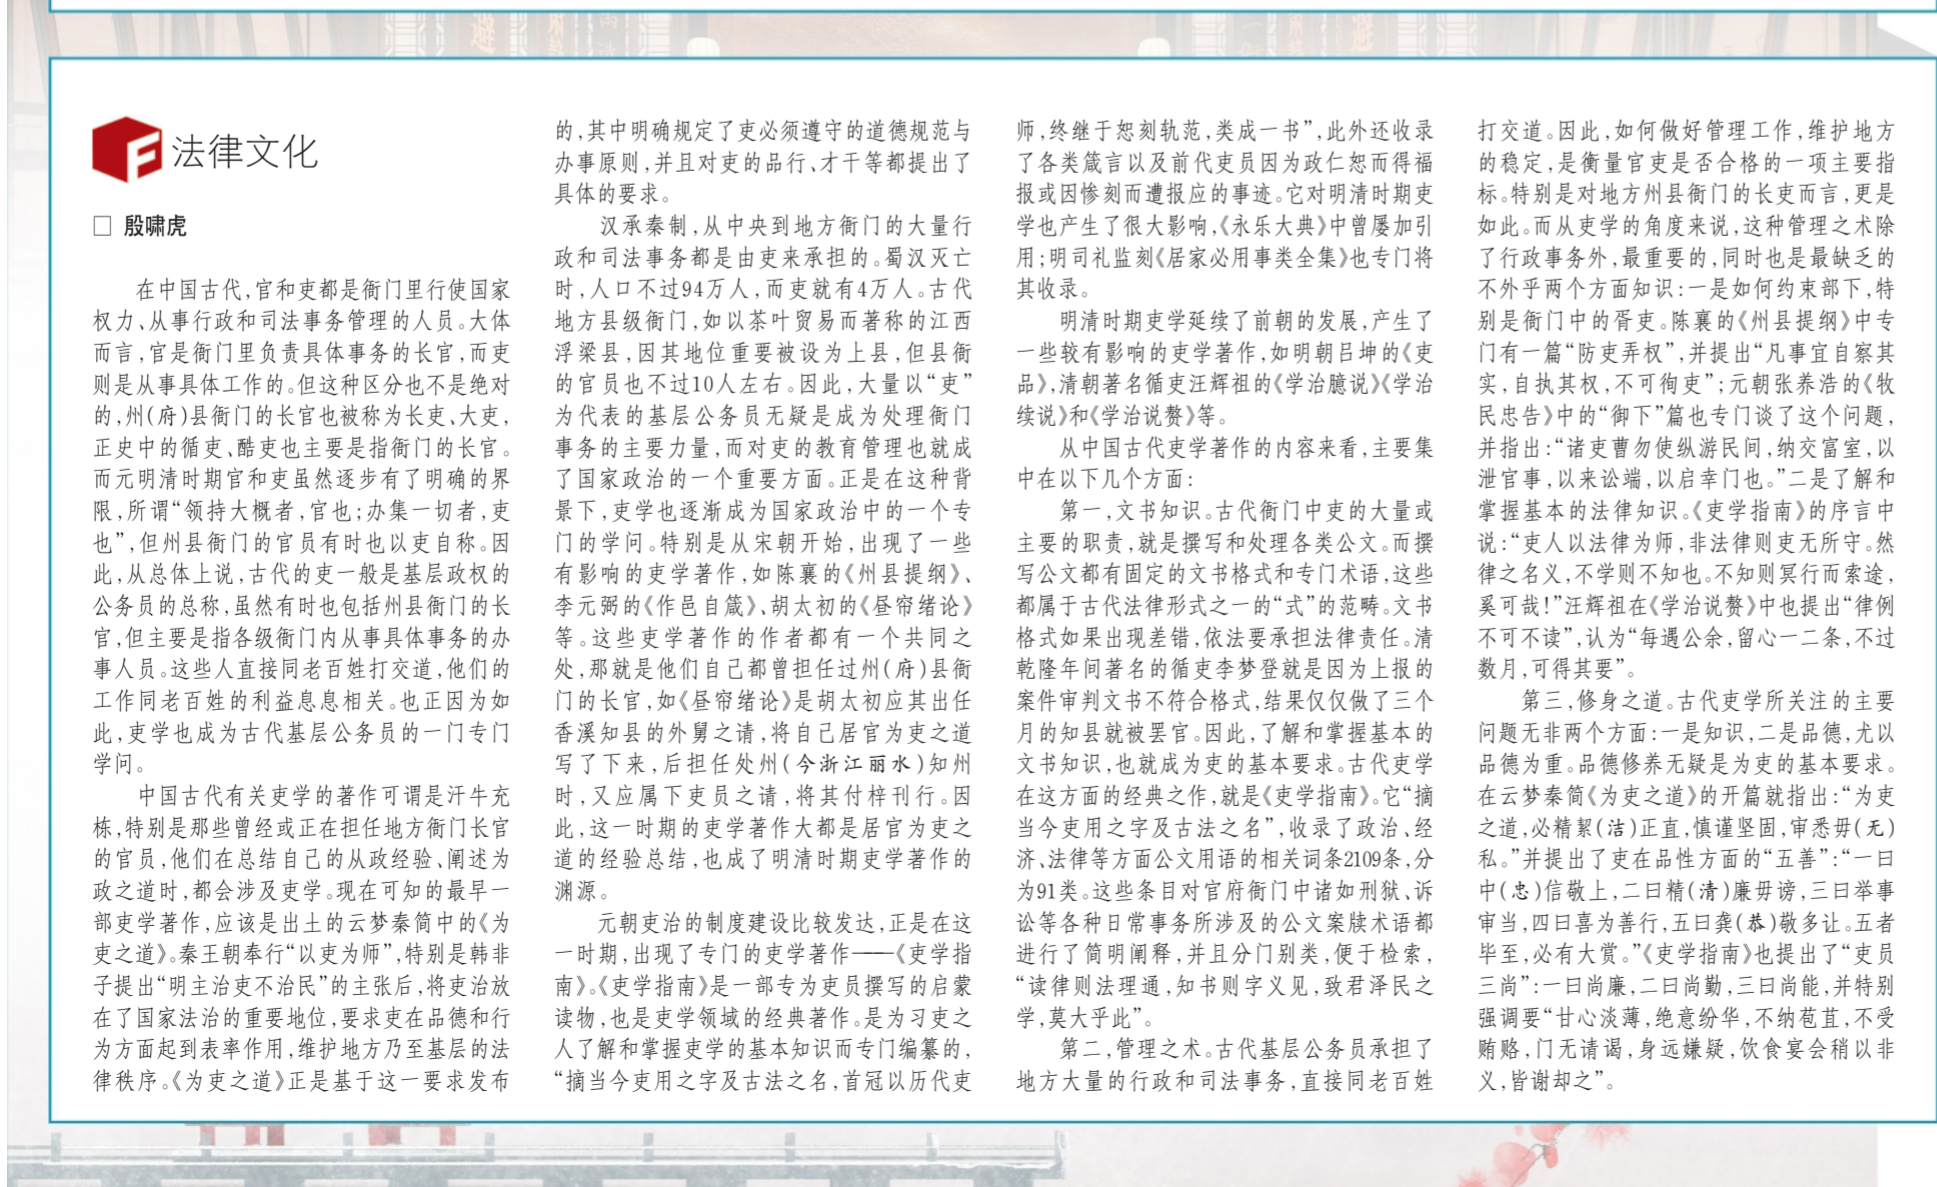 法律文化
□ 殷啸虎
在中国古代,官和吏都是衙门里行使国家
权力、从事行政和司法事务管理的人员。大体
而言,官是衙门里负责具体事务的长官,而吏
则是从事具体工作的。但这种区分也不是绝对
的,州(府)县衙门的长官也被称为长吏、大吏,
正史中的循吏、酷吏也主要是指衙门的长官。
而元明清时期官和吏虽然逐步有了明确的界
限,所谓“领持大概者,官也;办集一切者,吏
也”,但州县衙门的官员有时也以吏自称。因
此,从总体上说,古代的吏一般是基层政权的
公务员的总称,虽然有时也包括州县衙门的长
官,但主要是指各级衙门内从事具体事务的办
事人员。这些人直接同老百姓打交道,他们的
工作同老百姓的利益息息相关。也正因为如
此,吏学也成为古代基层公务员的一门专门
学问。
中国古代有关吏学的著作可谓是汗牛充
栋,特别是那些曾经或正在担任地方衙门长官
的官员,他们在总结自己的从政经验、阐述为
政之道时,都会涉及吏学。现在可知的最早一
部吏学著作,应该是出土的云梦秦简中的《为
吏之道》。秦王朝奉行“以吏为师”,特别是韩非
子提出“明主治吏不治民”的主张后,将吏治放
在了国家法治的重要地位,要求吏在品德和行
为方面起到表率作用,维护地方乃至基层的法
律秩序。《为吏之道》正是基于这一要求发布
的,其中明确规定了吏必须遵守的道德规范与
办事原则,并且对吏的品行、才干等都提出了
具体的要求。
汉承秦制,从中央到地方衙门的大量行
政和司法事务都是由吏来承担的。蜀汉灭亡
时,人口不过94万人,而吏就有4万人。古代
地方县级衙门,如以茶叶贸易而著称的江西
浮梁县,因其地位重要被设为上县,但县衙
的官员也不过10人左右。因此,大量以“吏”
为代表的基层公务员无疑是成为处理衙门
事务的主要力量,而对吏的教育管理也就成
了国家政治的一个重要方面。正是在这种背
景下,吏学也逐渐成为国家政治中的一个专
门的学问。特别是从宋朝开始,出现了一些
有影响的吏学著作,如陈襄的《州县提纲》、
李元弼的《作邑自箴》、胡太初的《昼帘绪论》
等。这些吏学著作的作者都有一个共同之
处,那就是他们自己都曾担任过州(府)县衙
门的长官,如《昼帘绪论》是胡太初应其出任
香溪知县的外舅之请,将自己居官为吏之道
写了下来,后担任处州(今浙江丽水)知州
时,又应属下吏员之请,将其付梓刊行。因
此,这一时期的吏学著作大都是居官为吏之
道的经验总结,也成了明清时期吏学著作的
渊源。
元朝吏治的制度建设比较发达,正是在这
一时期,出现了专门的吏学著作——《吏学指
南》。《吏学指南》是一部专为吏员撰写的启蒙
读物,也是吏学领域的经典著作。是为习吏之
人了解和掌握吏学的基本知识而专门编纂的,
“摘当今吏用之字及古法之名,首冠以历代吏
师,终继于恕刻轨范,类成一书”,此外还收录
了各类箴言以及前代吏员因为政仁恕而得福
报或因惨刻而遭报应的事迹。它对明清时期吏
学也产生了很大影响,《永乐大典》中曾屡加引
用;明司礼监刻《居家必用事类全集》也专门将
其收录。
明清时期吏学延续了前朝的发展,产生了
一些较有影响的吏学著作,如明朝吕坤的《吏
品》,清朝著名循吏汪辉祖的《学治臆说》《学治
续说》和《学治说赘》等。
从中国古代吏学著作的内容来看,主要集
中在以下几个方面:
第一,文书知识。古代衙门中吏的大量或
主要的职责,就是撰写和处理各类公文。而撰
写公文都有固定的文书格式和专门术语,这些
都属于古代法律形式之一的“式”的范畴。文书
格式如果出现差错,依法要承担法律责任。清
乾隆年间著名的循吏李梦登就是因为上报的
案件审判文书不符合格式,结果仅仅做了三个
月的知县就被罢官。因此,了解和掌握基本的
文书知识,也就成为吏的基本要求。古代吏学
在这方面的经典之作,就是《吏学指南》。它“摘
当今吏用之字及古法之名”,收录了政治、经
济、法律等方面公文用语的相关词条2109条,分
为91类。这些条目对官府衙门中诸如刑狱、诉
讼等各种日常事务所涉及的公文案牍术语都
进行了简明阐释,并且分门别类,便于检索,
“读律则法理通,知书则字义见,致君泽民之
学,莫大乎此”。
第二,管理之术。古代基层公务员承担了
地方大量的行政和司法事务,直接同老百姓
打交道。因此,如何做好管理工作,维护地方
的稳定,是衡量官吏是否合格的一项主要指
标。特别是对地方州县衙门的长吏而言,更是
如此。而从吏学的角度来说,这种管理之术除
了行政事务外,最重要的,同时也是最缺乏的
不外乎两个方面知识:一是如何约束部下,特
别是衙门中的胥吏。陈襄的《州县提纲》中专
门有一篇“防吏弄权”,并提出“凡事宜自察其
实,自执其权,不可徇吏”;元朝张养浩的《牧
民忠告》中的“御下”篇也专门谈了这个问题,
并指出:“诸吏曹勿使纵游民间,纳交富室,以
泄官事,以来讼端,以启幸门也。”二是了解和
掌握基本的法律知识。《吏学指南》的序言中
说:“吏人以法律为师,非法律则吏无所守。然
律之名义,不学则不知也。不知则冥行而索途,
奚可哉!”汪辉祖在《学治说赘》中也提出“律例
不可不读”,认为“每遇公余,留心一二条,不过
数月,可得其要”。
第三,修身之道。古代吏学所关注的主要
问题无非两个方面:一是知识,二是品德,尤以
品德为重。品德修养无疑是为吏的基本要求。
在云梦秦简《为吏之道》的开篇就指出:“为吏
之道,必精絜(洁)正直,慎谨坚固,审悉毋(无)
私。”并提出了吏在品性方面的“五善”:“一曰
中(忠)信敬上,二曰精(清)廉毋谤,三曰举事
审当,四曰喜为善行,五曰龚(恭)敬多让。五者
毕至,必有大赏。”《吏学指南》也提出了“吏员
三尚”:一曰尚廉,二曰尚勤,三曰尚能,并特别
强调要“甘心淡薄,绝意纷华,不纳苞苴,不受
贿赂,门无请谒,身远嫌疑,饮食宴会稍以非
义,皆谢却之”。